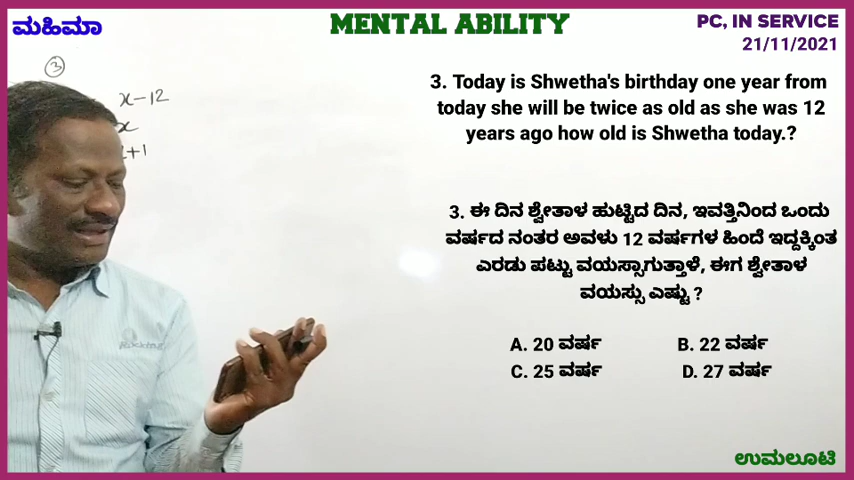 ಮಹಿಮಾ
MENTAL ABILITY
PC, IN SERVICE
21/11/2021
3
x-12
x
+1
3. Today is Shwetha's birthday one year from
today she will be twice as old as she was 12
years ago how old is Shwetha today.?
3. ಈ ದಿನ ಶ್ವೇತಾಳ ಹುಟ್ಟಿದ ದಿನ, ಇವತ್ತಿನಿಂದ ಒಂದು
ವರ್ಷದ ನಂತರ ಅವಳು 12 ವರ್ಷಗಳ ಹಿಂದೆ ಇದ್ದಕ್ಕಿಂತ
ಎರಡು ಪಟ್ಟು ವಯಸ್ಸಾಗುತ್ತಾಳೆ, ಈಗ ಶ್ವೇತಾಳ
ವಯಸ್ಸು ಎಷ್ಟು ?
A. 20 ವರ್ಷ B. 22 ವರ್ಷ
C. 25 ವರ್ಷ D. 27 ವರ್ಷ
ಉಮಲೂಟಿ